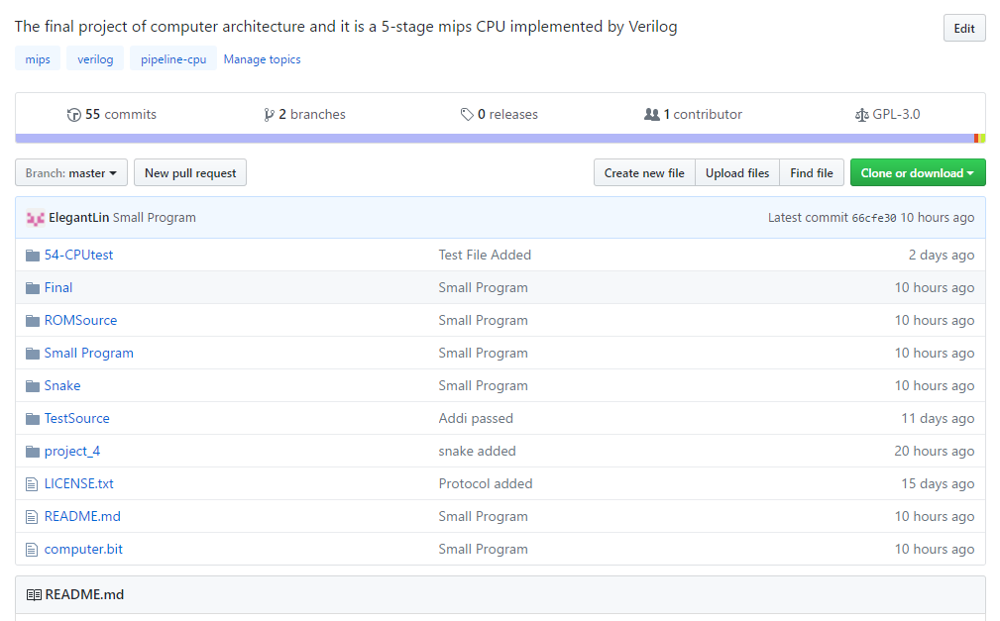 The final project of computer architecture and it is a 5-stage mips CPU implemented by Verilog Edit
mips verilog pipeline-cpu Manage topics
55 commits 2 branches 0 releases 1 contributor GPL-3.0
Branch: master New pull request Create new file Upload files Find file Clone or download
ElegantLin Small Program Latest commit 66cfe30 10 hours ago
54-CPUtest Test File Added 2 days ago
Final Small Program 10 hours ago
ROMSource Small Program 10 hours ago
Small Program Small Program 10 hours ago
Snake Small Program 10 hours ago
TestSource Addi passed 11 days ago
project_4 snake added 20 hours ago
LICENSE.txt Protocol added 15 days ago
README.md Small Program 10 hours ago
computer.bit Small Program 10 hours ago
README.md